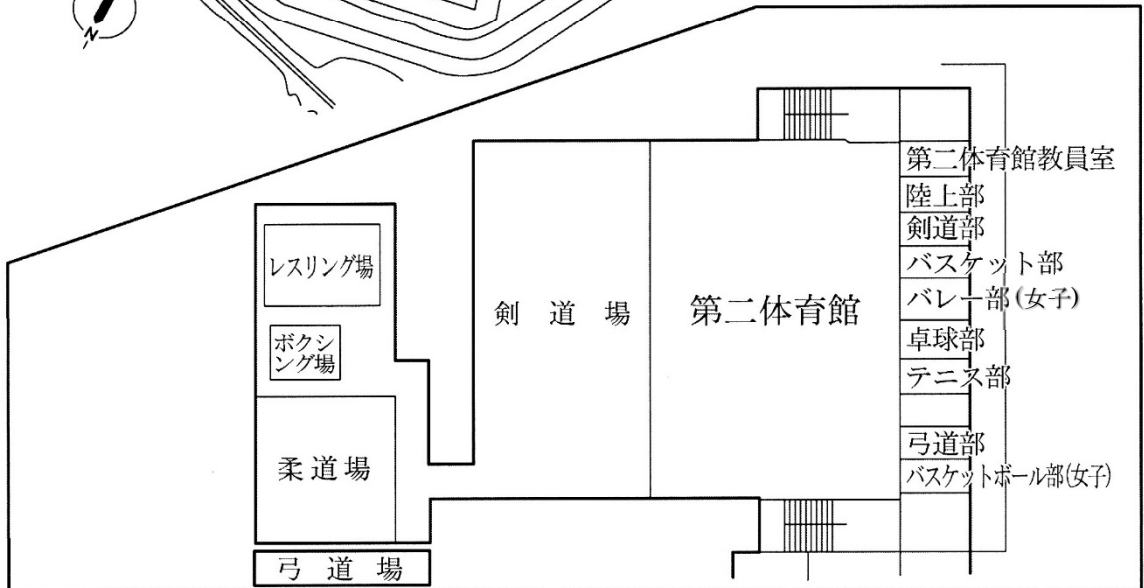 N
第二体育館教員室
陸上部
剣道部
バスケット部
バレー部(女子)
卓球部
テニス部
弓道部
バスケットボール部(女子)
第二体育館
剣道場
レスリング場
ボクシ
ング場
柔道場
弓道場